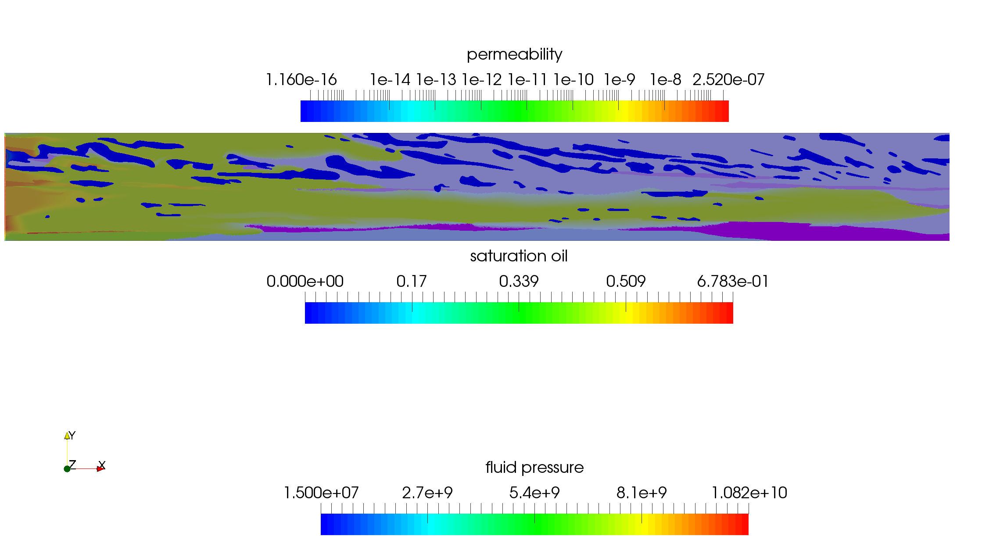 permeability
1.160e-16 1e-14 1e-13 1e-12 1e-11 1e-10 1e-9 1e-8 2.520e-07
saturation oil
0.000e+00 0.17 0.339 0.509 6.783e-01
Y
Z X
fluid pressure
1.500e+07 2.7e+9 5.4e+9 8.1e+9 1.082e+10